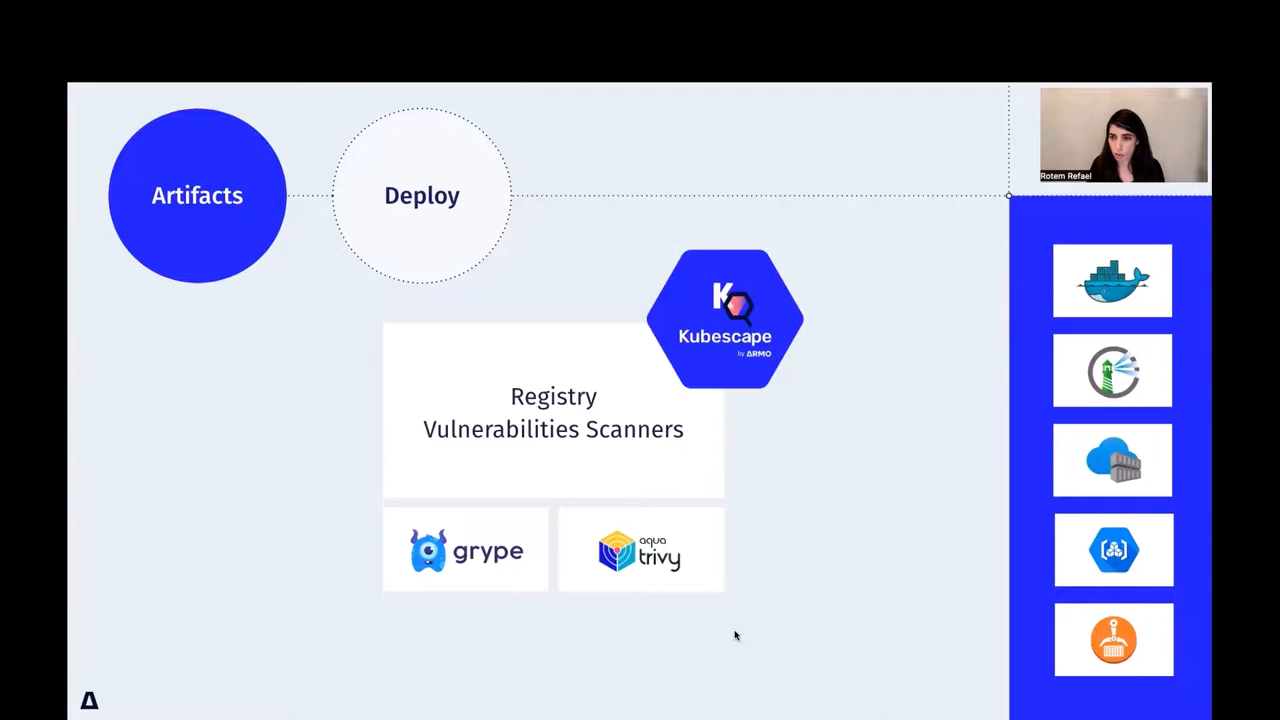 Artifacts
Deploy
Rotem Refael
K
Kubescape
by ARMO
Registry
Vulnerabilities Scanners
grype
aqua
trivy